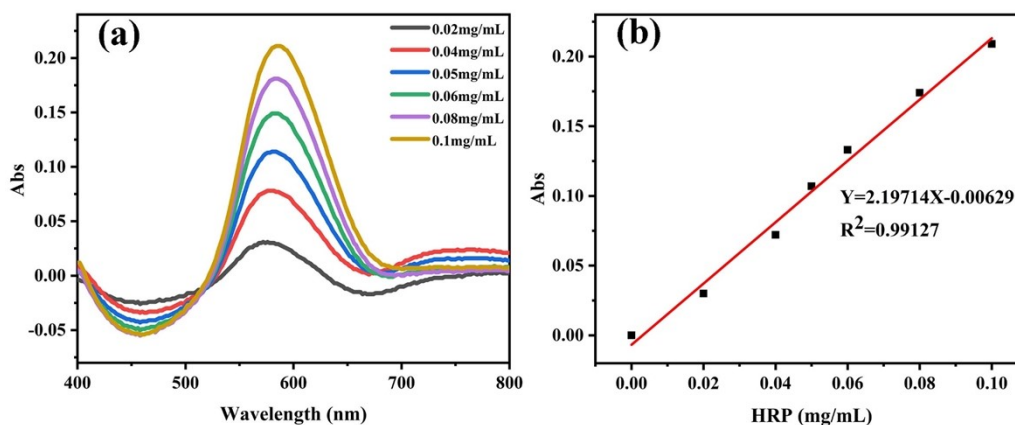 (a)
0.02mg/mL
0.04mg/mL
0.05mg/mL
0.06mg/mL
0.08mg/mL
0.1mg/mL
0.20
0.15
0.10
0.05
0.00
-0.05
Abs
400
500
600
700
800
Wavelength (nm)
(b)
0.20
0.15
0.10
0.05
0.00
Abs
Y=2.19714X-0.00629
R²=0.99127
0.00
0.02
0.04
0.06
0.08
0.10
HRP (mg/mL)